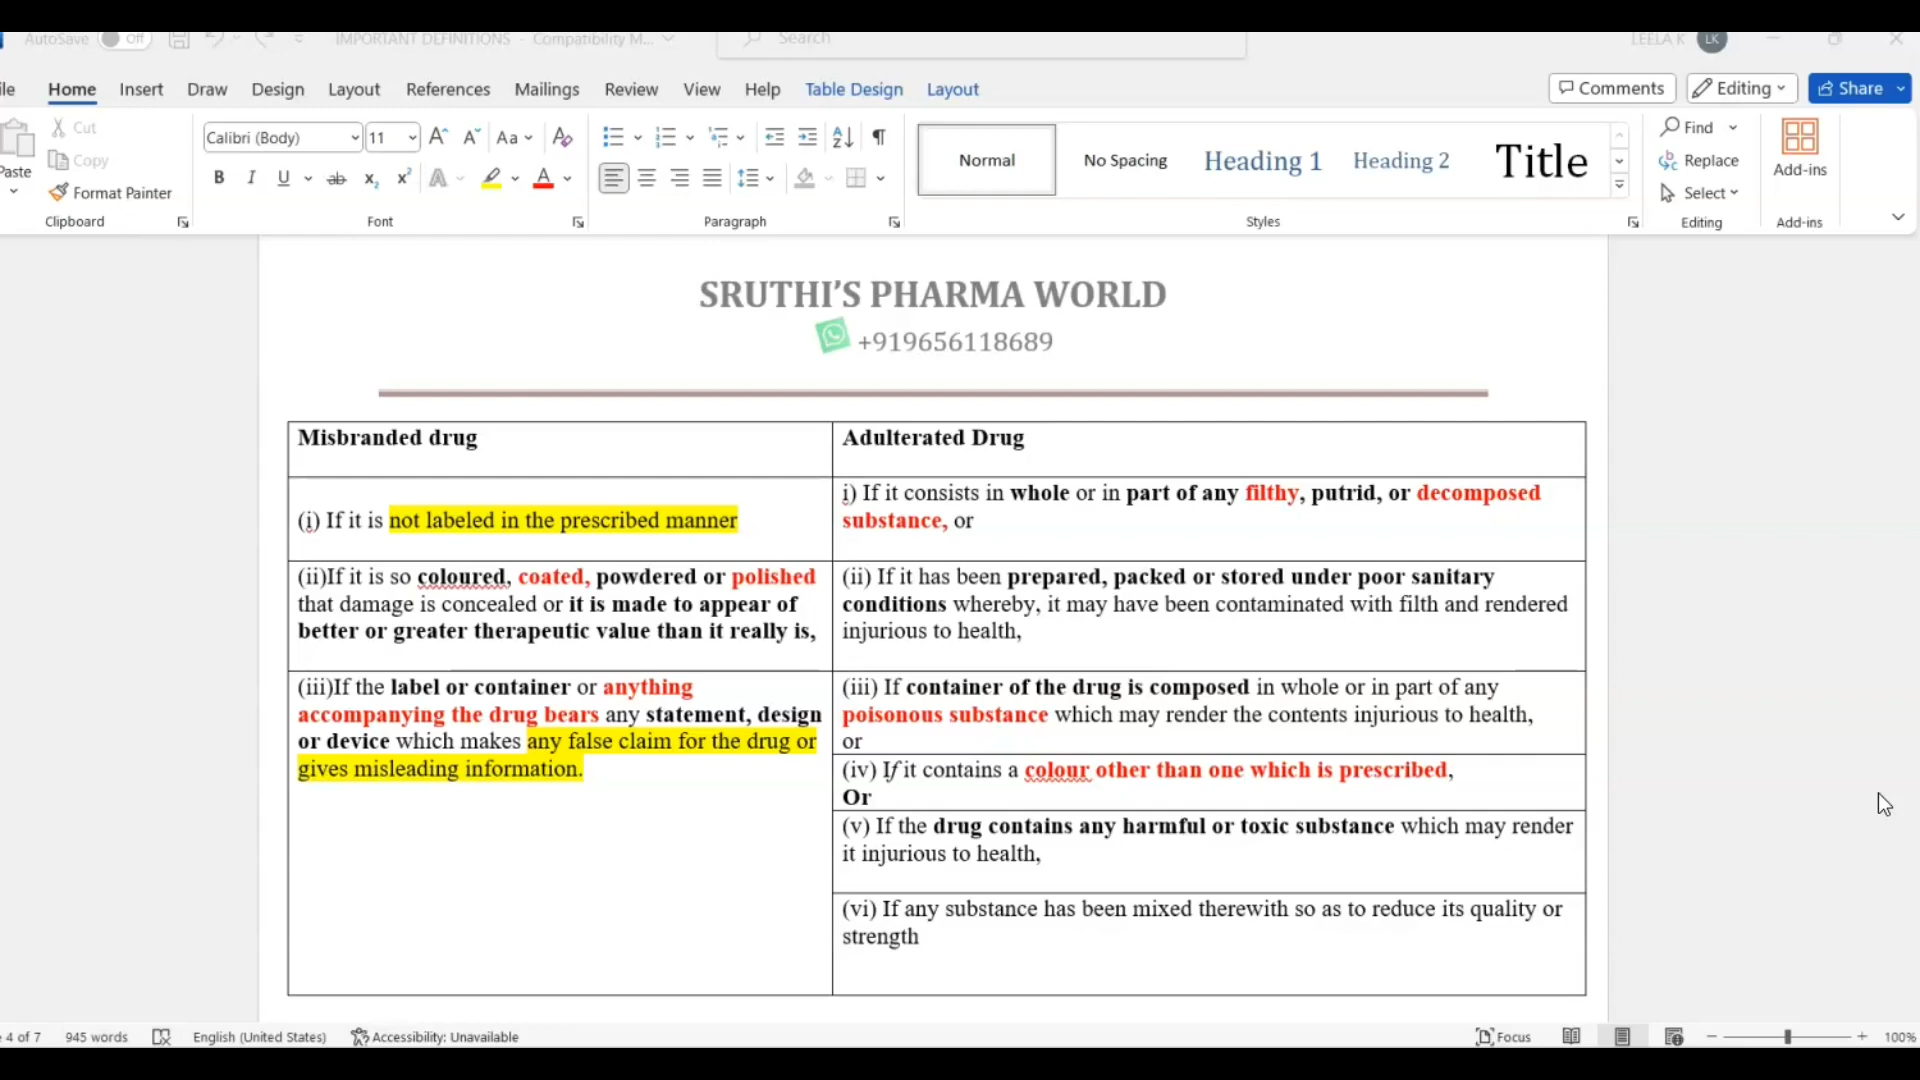 AutoSave Off IMPORTANT DEFINITIONS - Compatibility M... Search LEELA K LK
ile Home Insert Draw Design Layout References Mailings Review View Help Table Design Layout Comments Editing Share
Cut
Copy
Paste
Format Painter
Clipboard
Calibri (Body) 11
Font
Paragraph
Normal No Spacing Heading 1 Heading 2 Title
Styles
Find
Replace
Select
Editing
Add-ins
Add-ins
SRUTHI'S PHARMA WORLD
+919656118689
Misbranded drug
Adulterated Drug
(i) If it is not labeled in the prescribed manner
i) If it consists in whole or in part of any filthy, putrid, or decomposed
substance, or
(ii)If it is so coloured, coated, powdered or polished
that damage is concealed or it is made to appear of
better or greater therapeutic value than it really is,
(ii) If it has been prepared, packed or stored under poor sanitary
conditions whereby, it may have been contaminated with filth and rendered
injurious to health,
(iii)If the label or container or anything
accompanying the drug bears any statement, design
or device which makes any false claim for the drug or
gives misleading information.
(iii) If container of the drug is composed in whole or in part of any
poisonous substance which may render the contents injurious to health,
or
(iv) If it contains a colour other than one which is prescribed,
Or
(v) If the drug contains any harmful or toxic substance which may render
it injurious to health,
(vi) If any substance has been mixed therewith so as to reduce its quality or
strength
4 of 7 945 words English (United States) Accessibility: Unavailable Focus 100%